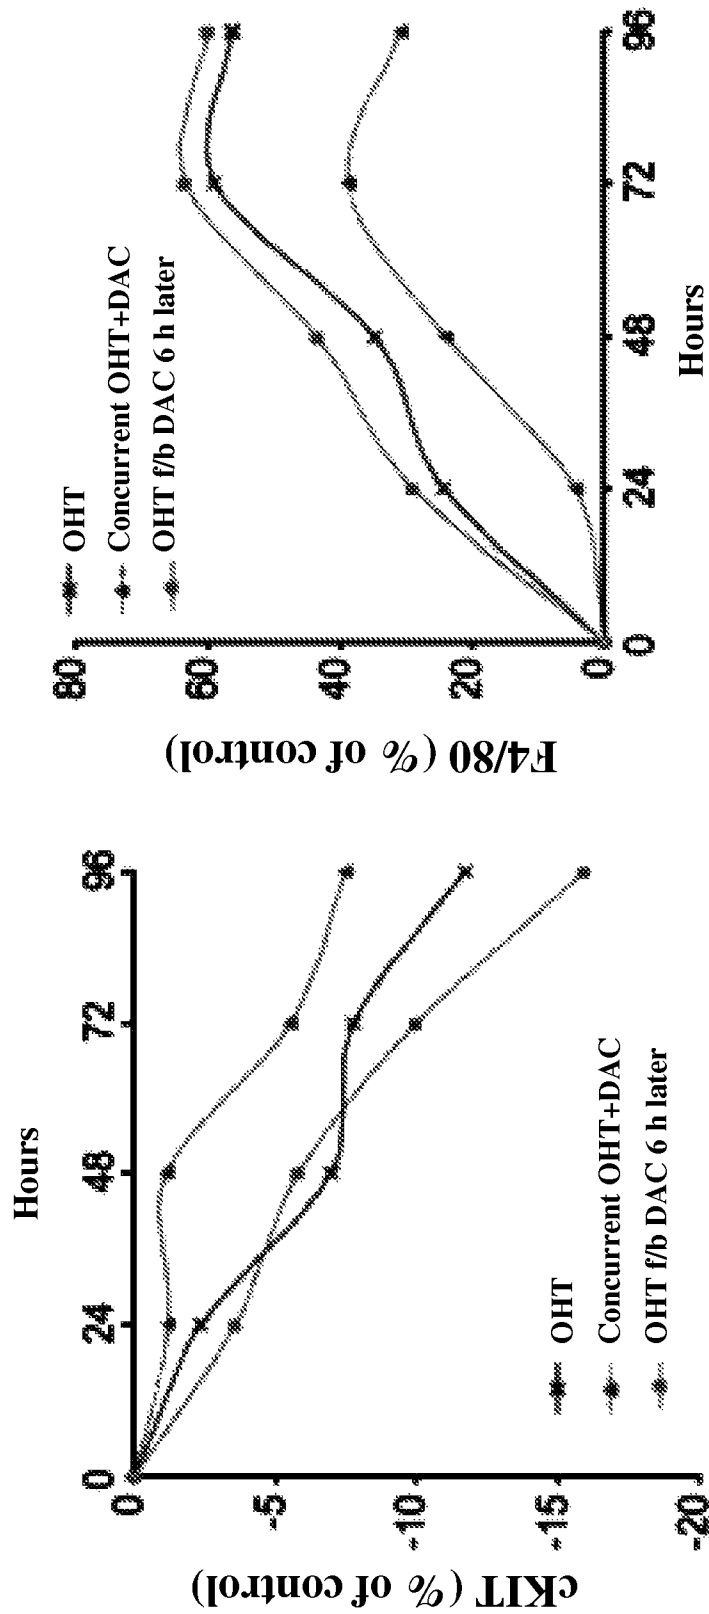 Hours
0
24
48
72
96
0
-5
-10
-15
-20
cKIT (% of control)
OHT
Concurrent OHT+DAC
OHT f/b DAC 6 h later
F4/80 (% of control)
80
60
40
20
0
OHT
Concurrent OHT+DAC
OHT f/b DAC 6 h later
0
24
48
72
96
Hours